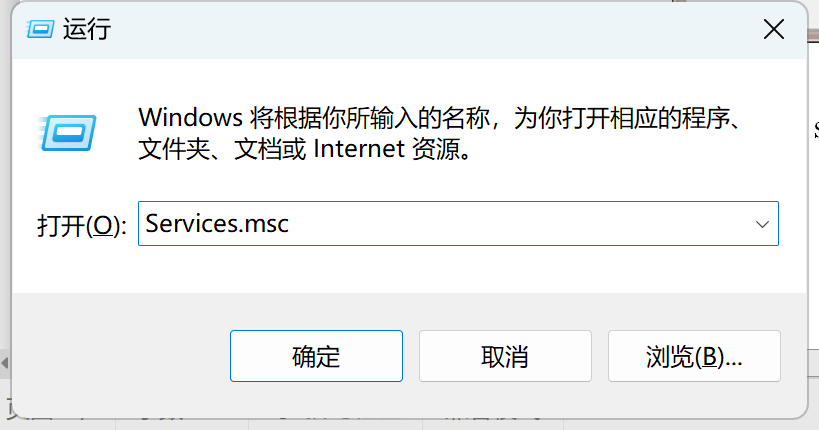 运行
Windows 将根据你所输入的名称，为你打开相应的程序、
文件夹、文档或 Internet 资源。
打开(O): Services.msc
确定 取消 浏览(B)...